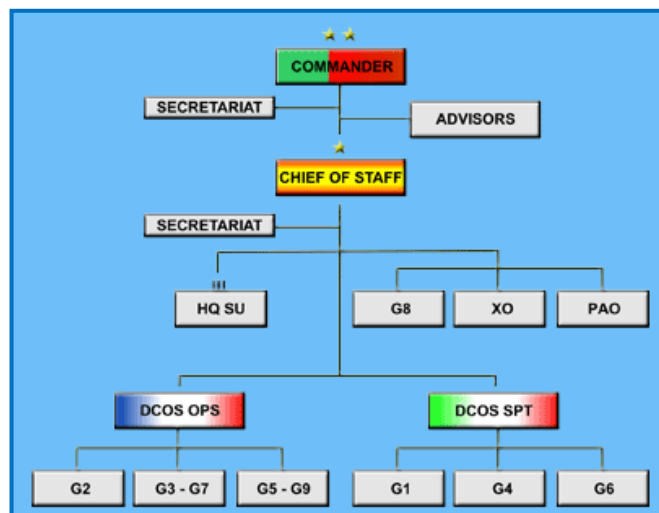 COMMANDER
SECRETARIAT
ADVISORS
CHIEF OF STAFF
SECRETARIAT
HQ SU
G8
XO
PAO
DCOS OPS
DCOS SPT
G2
G3 - G7
G5 - G9
G1
G4
G6